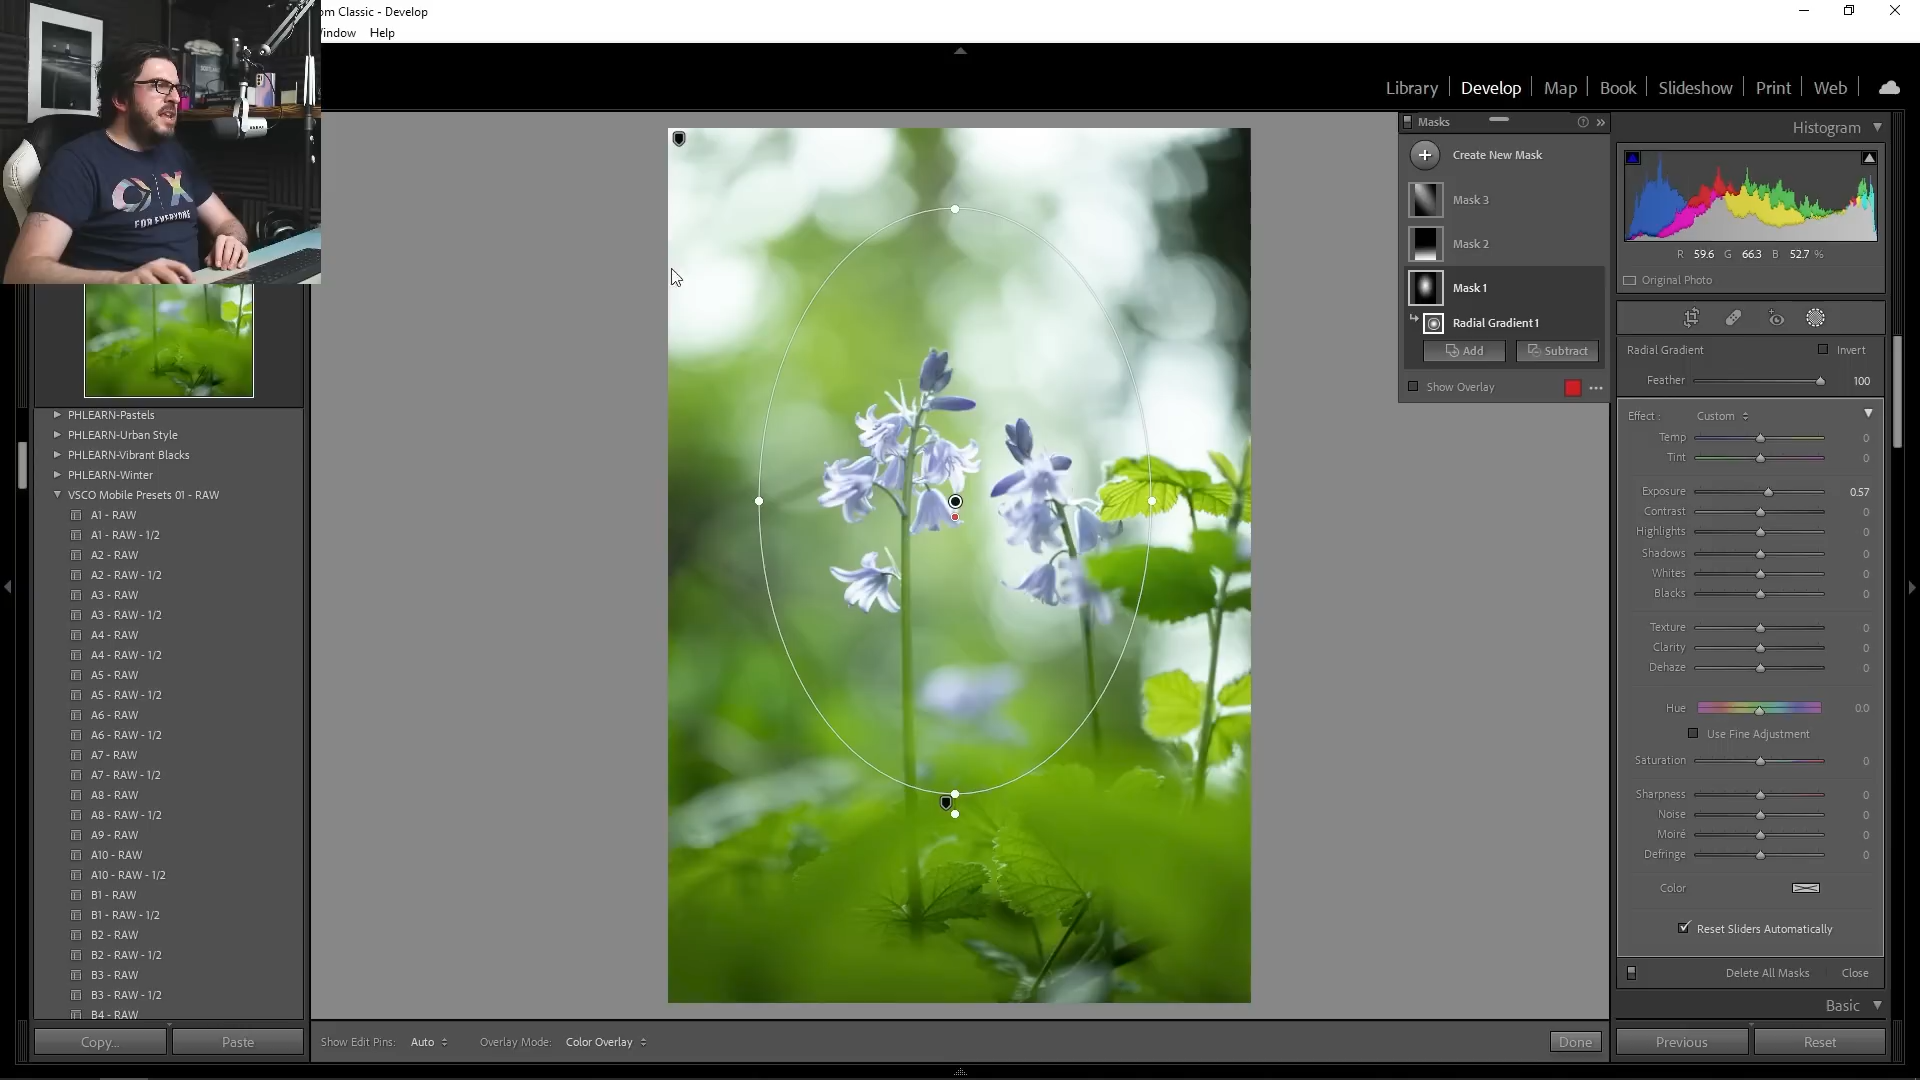 om Classic - Develop
indow Help
Library | Develop | Map | Book | Slideshow | Print | Web |
FOR EVERYONE
Masks
Create New Mask
Mask 3
Mask 2
Mask 1
Radial Gradient 1
Add Subtract
Show Overlay
Histogram
R 59.6 G 66.3 B 52.7 %
Original Photo
Radial Gradient Invert
Feather 100
Effect : Custom
Temp 0
Tint 0
Exposure 0.57
Contrast 0
Highlights 0
Shadows 0
Whites 0
Blacks 0
Texture 0
Clarity 0
Dehaze 0
Hue 0.0
Use Fine Adjustment
Saturation 0
Sharpness 0
Noise 0
Moiré 0
Defringe 0
Color
Reset Sliders Automatically
Delete All Masks Close
Basic
Previous Reset
PHLEARN-Pastels
PHLEARN-Urban Style
PHLEARN-Vibrant Blacks
PHLEARN-Winter
VSCO Mobile Presets 01 - RAW
A1 - RAW
A1 - RAW - 1/2
A2 - RAW
A2 - RAW - 1/2
A3 - RAW
A3 - RAW - 1/2
A4 - RAW
A4 - RAW - 1/2
A5 - RAW
A5 - RAW - 1/2
A6 - RAW
A6 - RAW - 1/2
A7 - RAW
A7 - RAW - 1/2
A8 - RAW
A8 - RAW - 1/2
A9 - RAW
A10 - RAW
A10 - RAW - 1/2
B1 - RAW
B1 - RAW - 1/2
B2 - RAW
B2 - RAW - 1/2
B3 - RAW
B3 - RAW - 1/2
B4 - RAW
Copy... Paste
Show Edit Pins: Auto Overlay Mode: Color Overlay Done